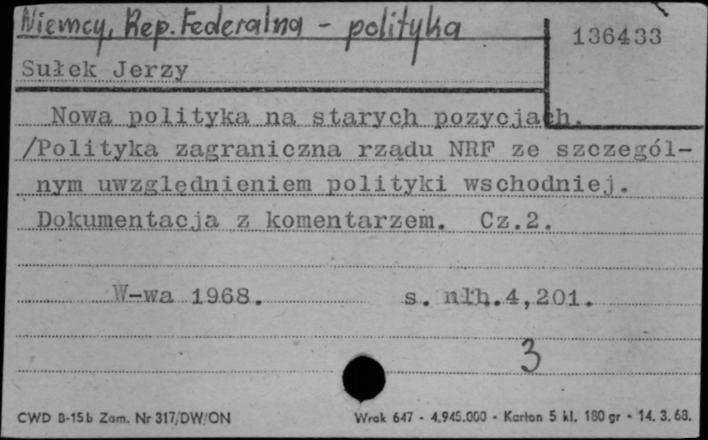 Niemcy, Rep. Federalna - polityka
136433
Sułek Jerzy
Nowa polityka na starych pozycjach.
/Polityka zagraniczna rządu NRF ze szczegól-
nym uwzględnieniem polityki wschodniej.
Dokumentacja z komentarzem. Cz.2.
W-wa 1968. s. nlb.4,201.
3
CWD B-15b Zam. Nr 317/DW/ON Wrak 647 - 4.945.000 - Karton 5 kl. 180 gr - 14.3.68.